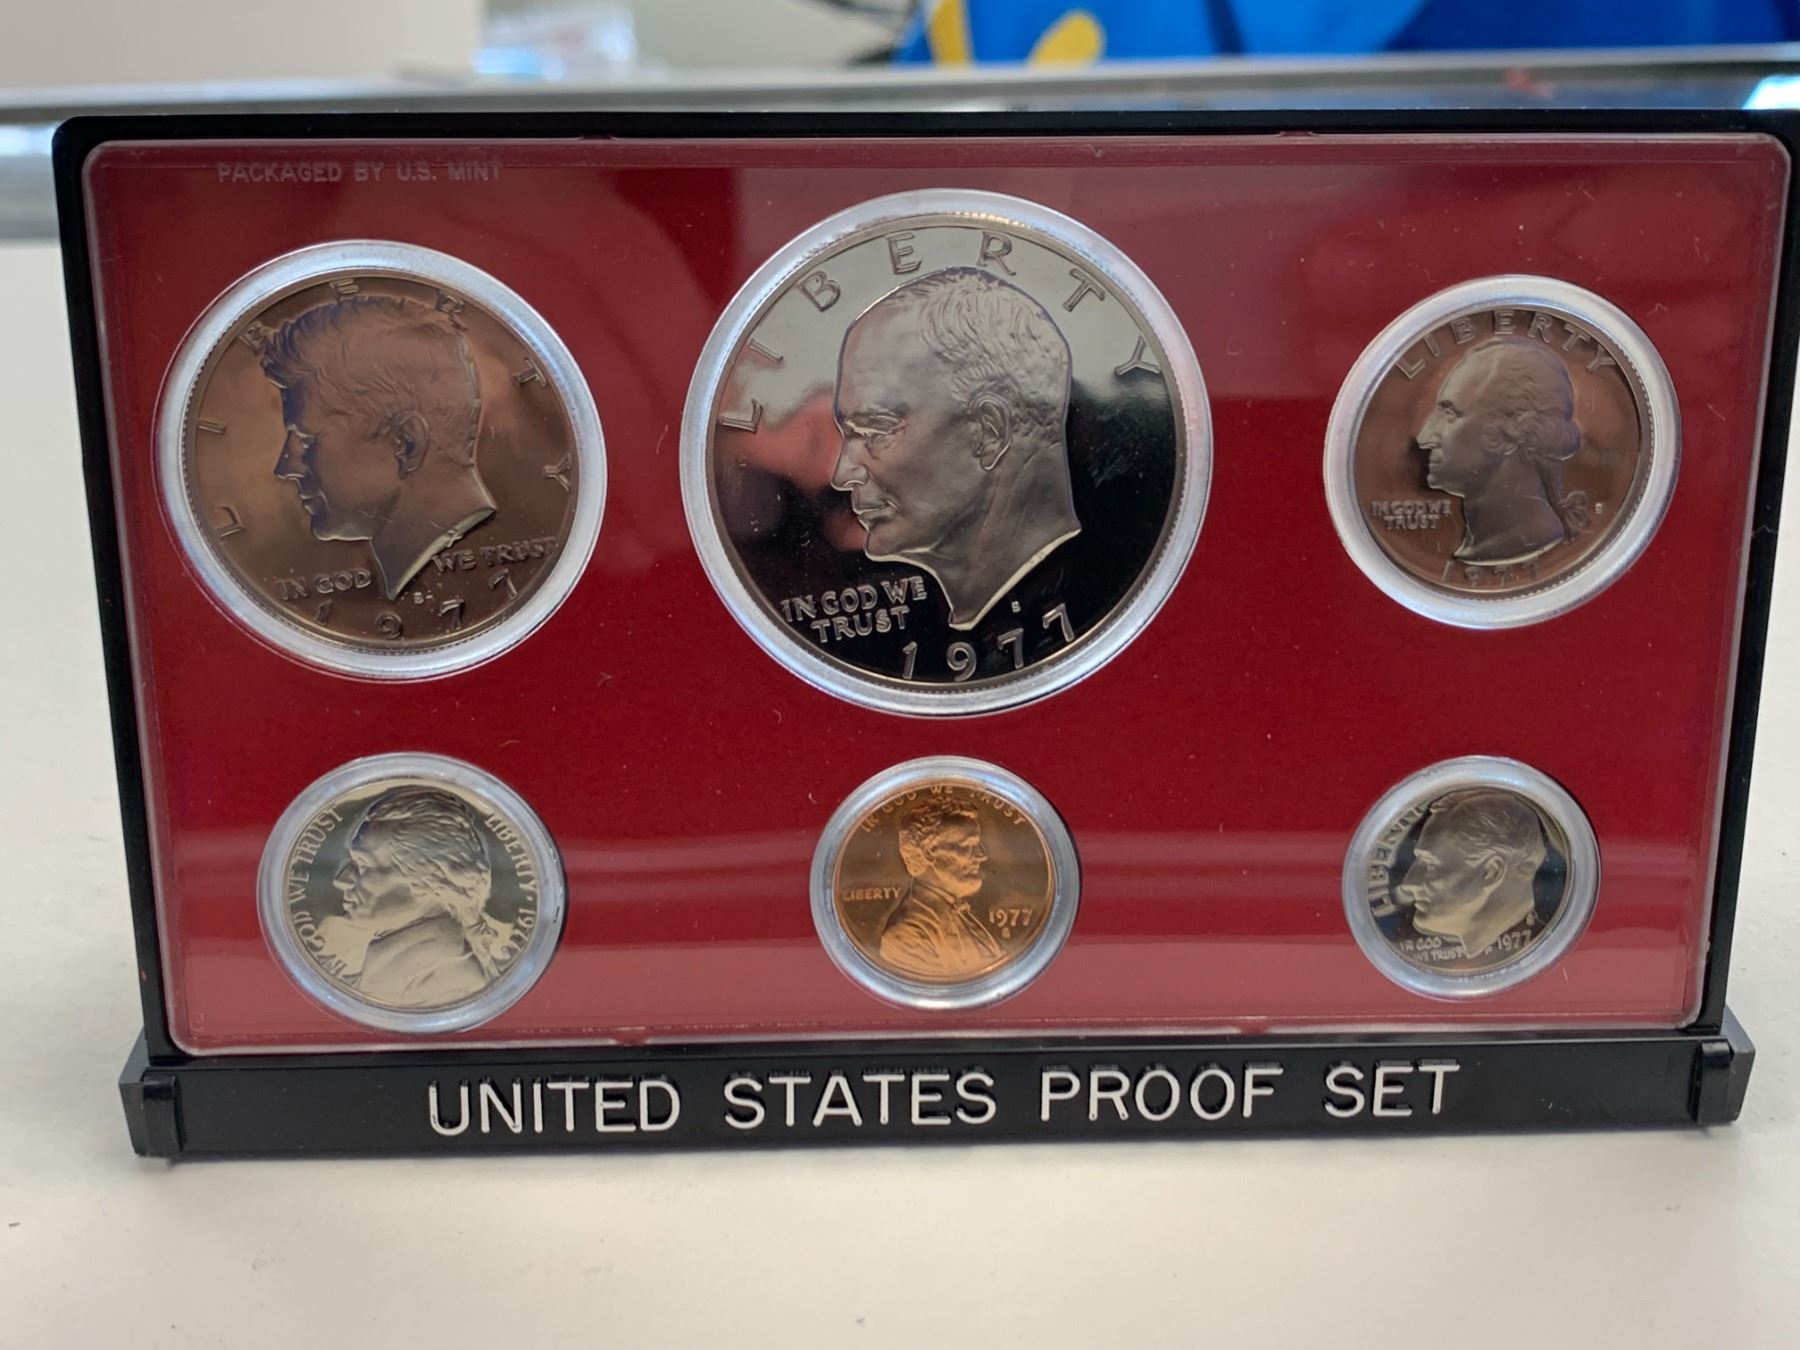 PACKAGED BY U.S. MINT
LIBERTY
IN GOD WE TRUST
1977
LIBERTY
IN GOD WE
TRUST
S
1977
LIBERTY
IN GOD WE
TRUST
S
1977
IN GOD WE TRUST
LIBERTY · 1977
IN GOD WE TRUST
LIBERTY
1977
S
LIBERTY
IN GOD
WE TRUST
1977
UNITED STATES PROOF SET